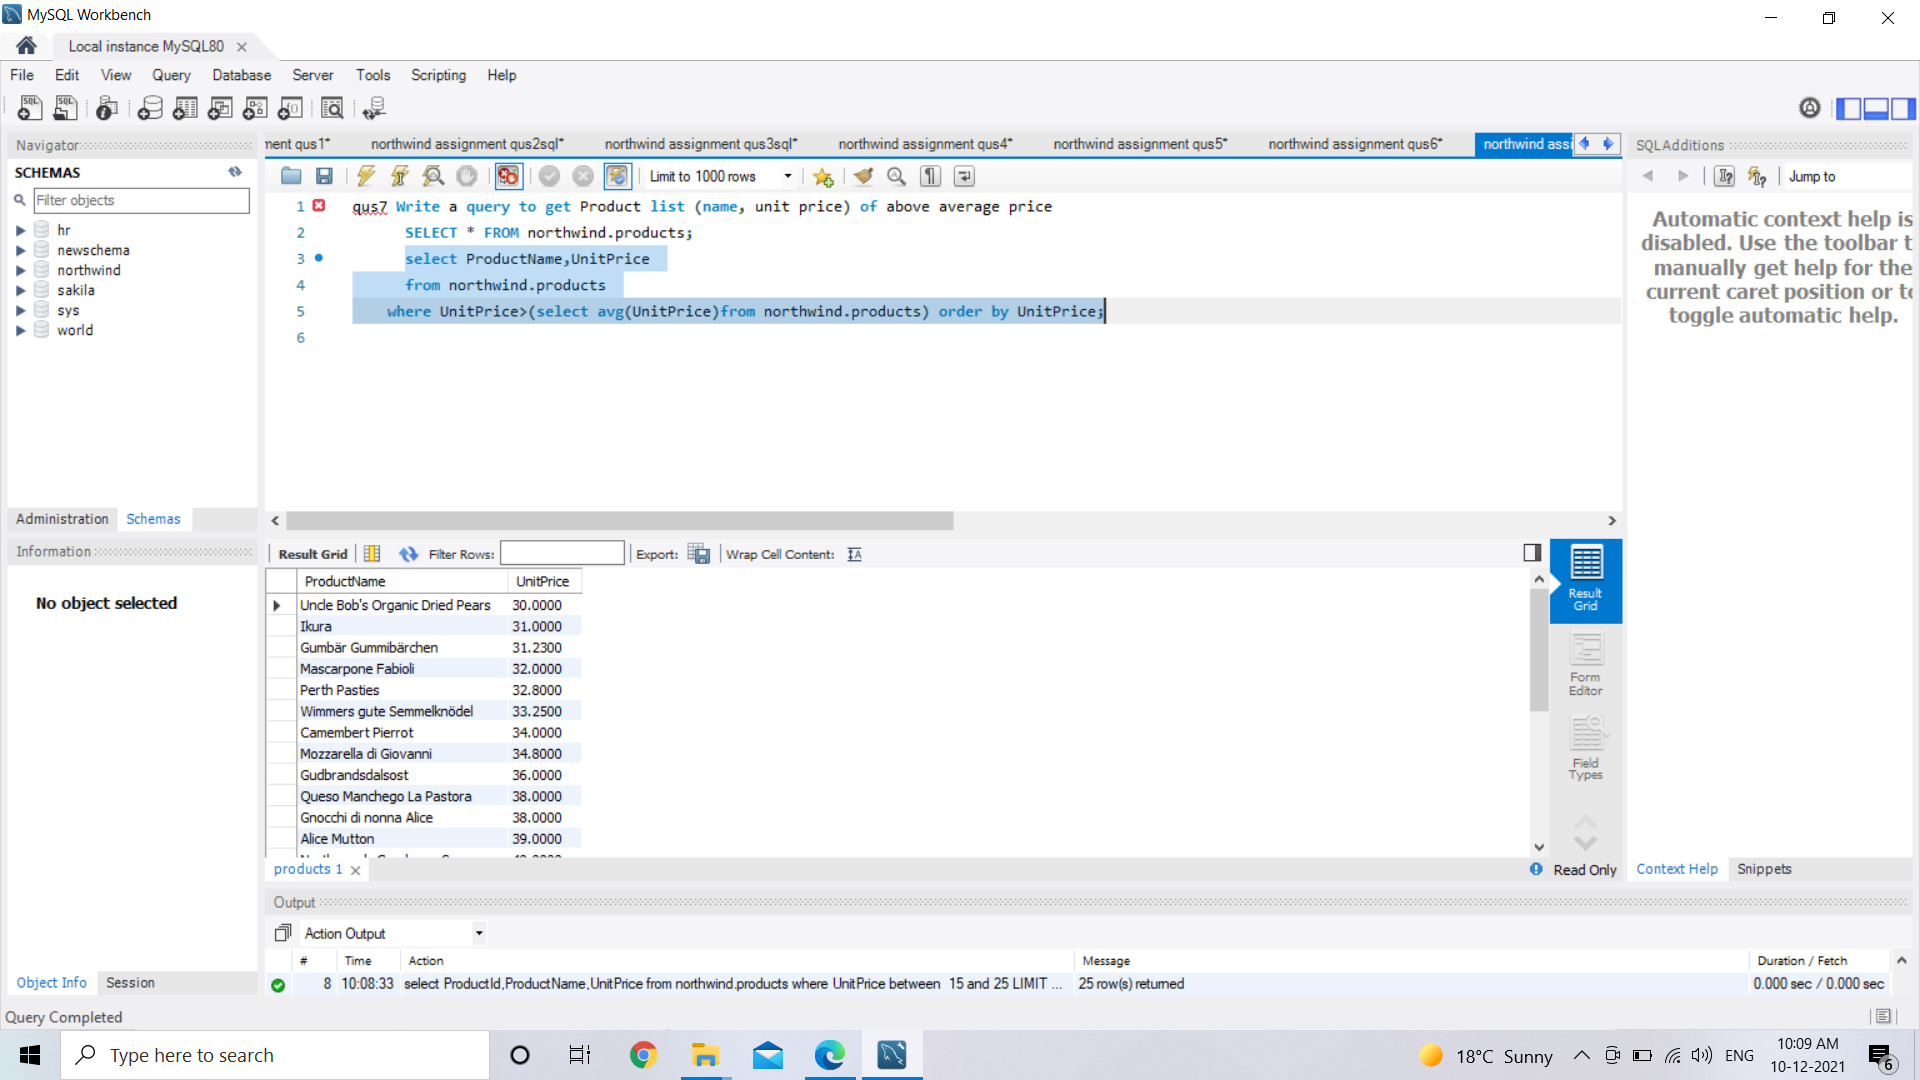 MySQL Workbench
Local instance MySQL80
File Edit View Query Database Server Tools Scripting Help
Navigator
SCHEMAS
Filter objects
hr
newschema
northwind
sakila
sys
world
Administration Schemas
Information
No object selected
Object Info Session
ment qus1* northwind assignment qus2sql* northwind assignment qus3sql* northwind assignment qus4* northwind assignment qus5* northwind assignment qus6* northwind assi
Limit to 1000 rows
1 qus7 Write a query to get Product list (name, unit price) of above average price
2 SELECT * FROM northwind.products;
3 select ProductName,UnitPrice
4 from northwind.products
5 where UnitPrice>(select avg(UnitPrice)from northwind.products) order by UnitPrice;
6
Result Grid Filter Rows: Export: Wrap Cell Content:
ProductName UnitPrice
Uncle Bob's Organic Dried Pears 30.0000
Ikura 31.0000
Gumbär Gummibärchen 31.2300
Mascarpone Fabioli 32.0000
Perth Pasties 32.8000
Wimmers gute Semmelknödel 33.2500
Camembert Pierrot 34.0000
Mozzarella di Giovanni 34.8000
Gudbrandsdalsost 36.0000
Queso Manchego La Pastora 38.0000
Gnocchi di nonna Alice 38.0000
Alice Mutton 39.0000
Result
Grid
Form
Editor
Field
Types
products 1
Read Only
SQLAdditions
Jump to
Automatic context help is
disabled. Use the toolbar t
manually get help for the
current caret position or to
toggle automatic help.
Context Help Snippets
Output
Action Output
# Time Action Message Duration / Fetch
8 10:08:33 select ProductId,ProductName,UnitPrice from northwind.products where UnitPrice between 15 and 25 LIMIT ... 25 row(s) returned 0.000 sec / 0.000 sec
Query Completed
Type here to search
18°C Sunny
ENG
10:09 AM
10-12-2021
6